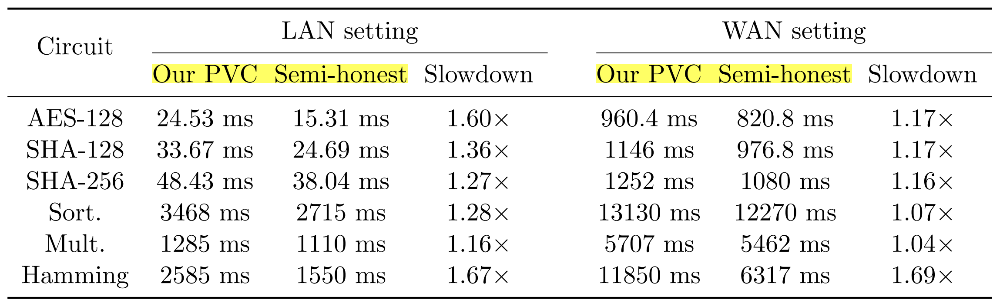 LAN setting WAN setting
Circuit
Our PVC Semi-honest Slowdown Our PVC Semi-honest Slowdown
AES-128 24.53 ms 15.31 ms 1.60× 960.4 ms 820.8 ms 1.17×
SHA-128 33.67 ms 24.69 ms 1.36× 1146 ms 976.8 ms 1.17×
SHA-256 48.43 ms 38.04 ms 1.27× 1252 ms 1080 ms 1.16×
Sort. 3468 ms 2715 ms 1.28× 13130 ms 12270 ms 1.07×
Mult. 1285 ms 1110 ms 1.16× 5707 ms 5462 ms 1.04×
Hamming 2585 ms 1550 ms 1.67× 11850 ms 6317 ms 1.69×